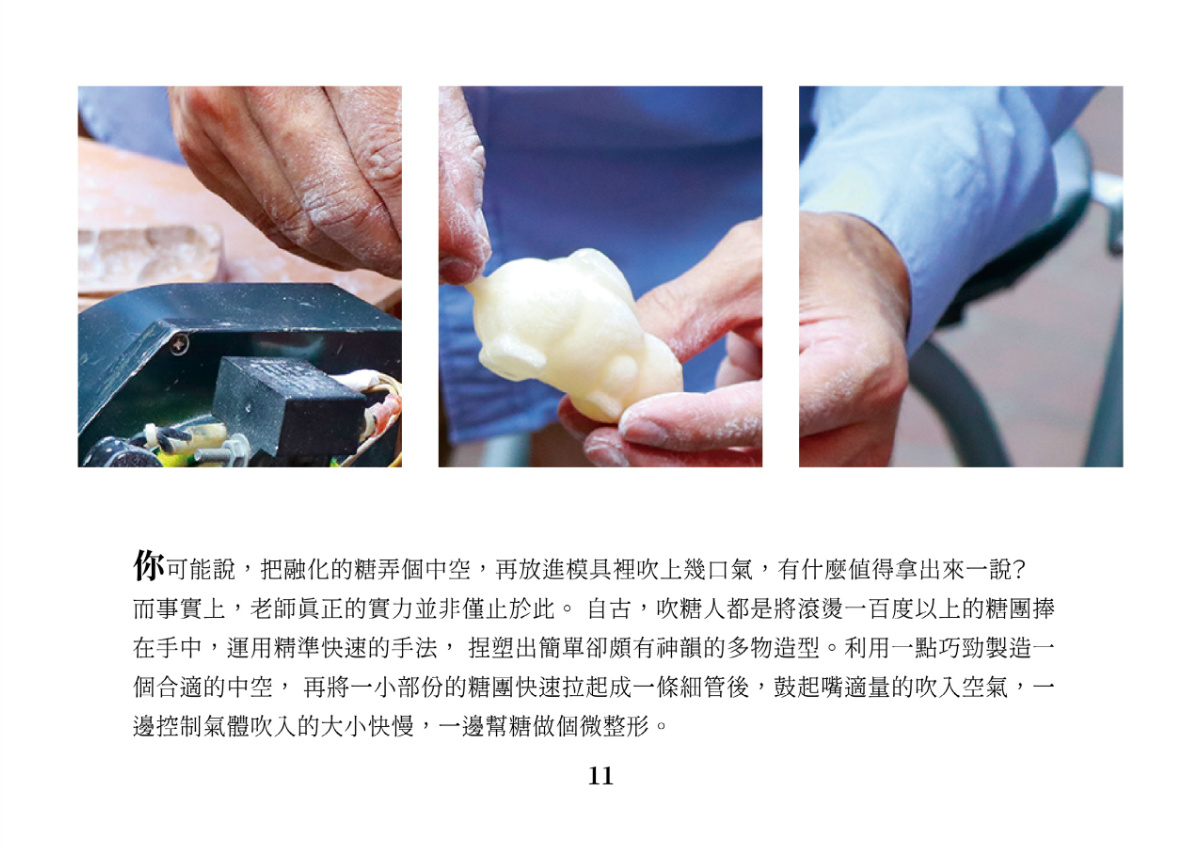 你可能說，把融化的糖弄個中空，再放進模具裡吹上幾口氣，有什麼値得拿出來一說？
而事實上，老師眞正的實力並非僅止於此。 自古，吹糖人都是將滾燙一百度以上的糖團捧
在手中，運用精準快速的手法， 捏塑出簡單卻頗有神韻的多物造型。利用一點巧勁製造一
個合適的中空， 再將一小部份的糖團快速拉起成一條細管後，鼓起嘴適量的吹入空氣，一
邊控制氣體吹入的大小快慢，一邊幫糖做個微整形。
11